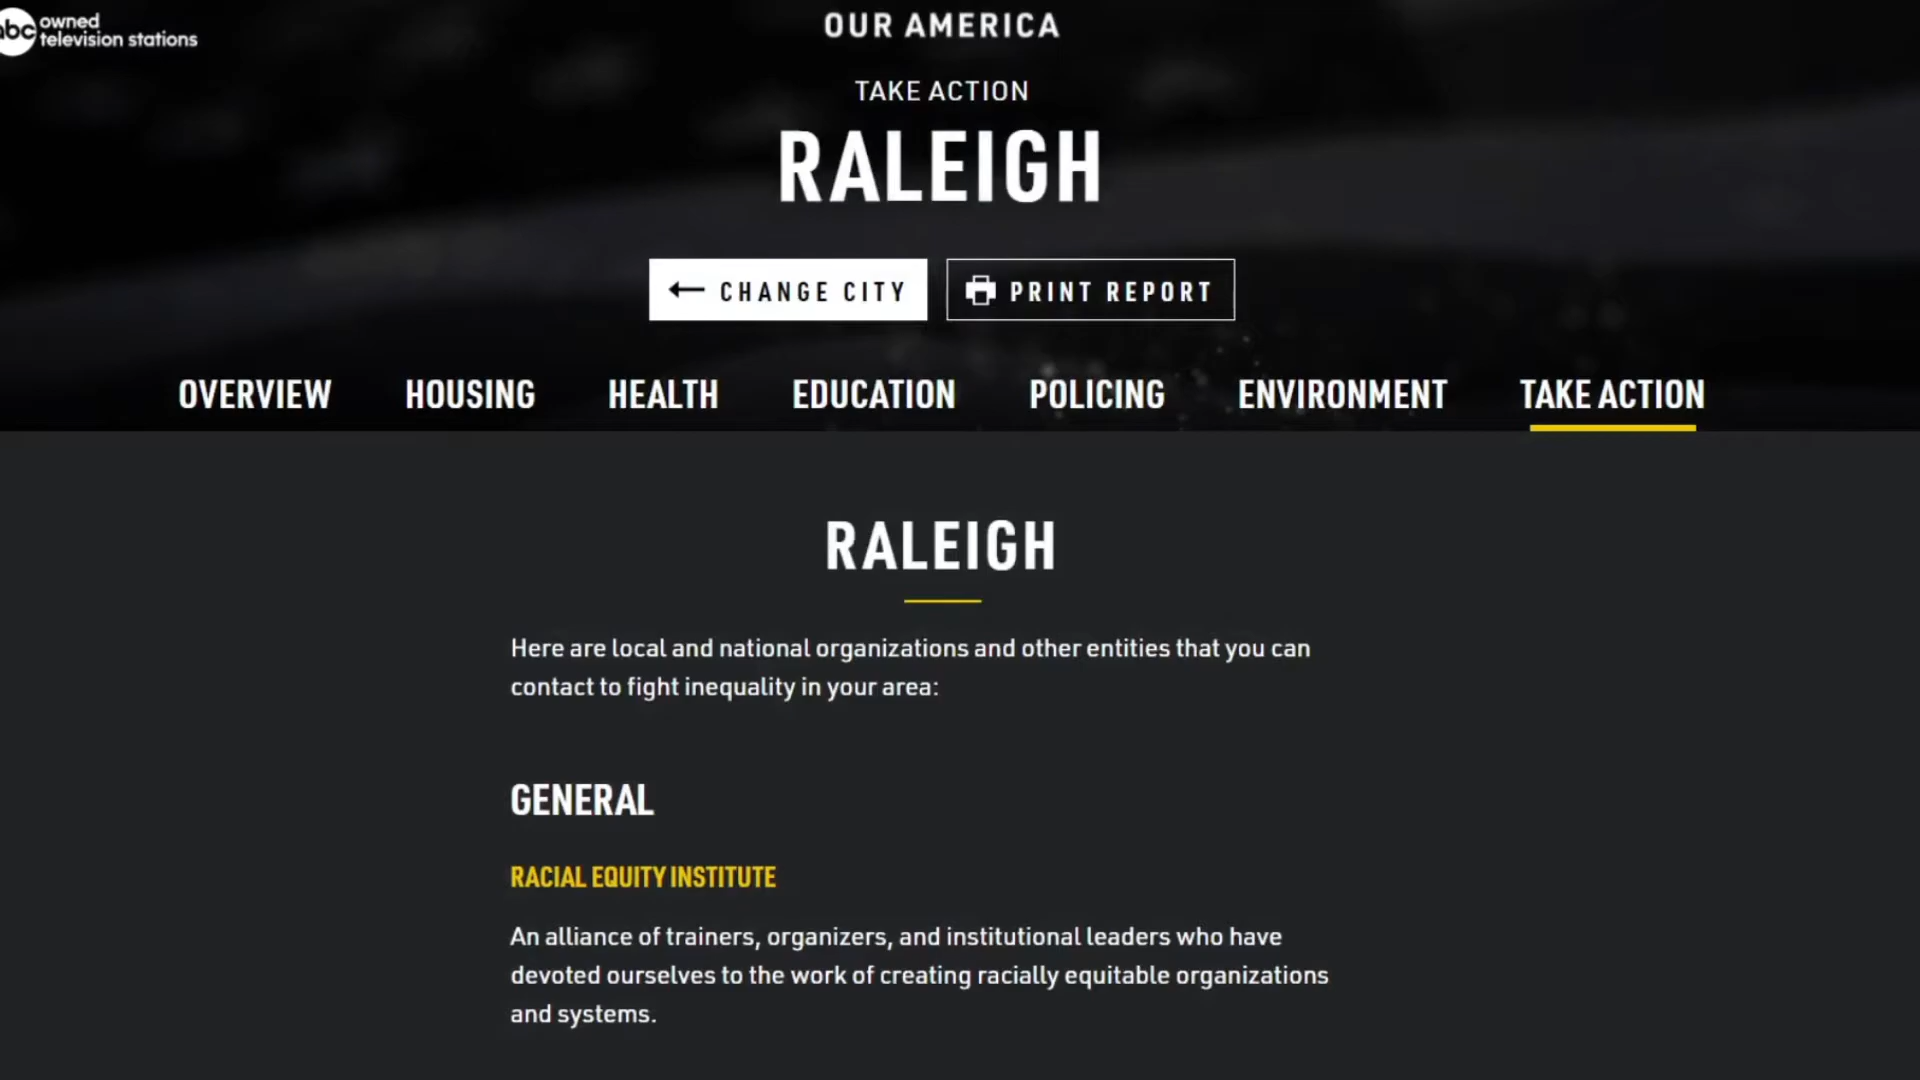 abc owned
television stations
OUR AMERICA
TAKE ACTION
RALEIGH
CHANGE CITY
PRINT REPORT
OVERVIEW HOUSING HEALTH EDUCATION POLICING ENVIRONMENT TAKE ACTION
RALEIGH
Here are local and national organizations and other entities that you can
contact to fight inequality in your area:
GENERAL
RACIAL EQUITY INSTITUTE
An alliance of trainers, organizers, and institutional leaders who have
devoted ourselves to the work of creating racially equitable organizations
and systems.